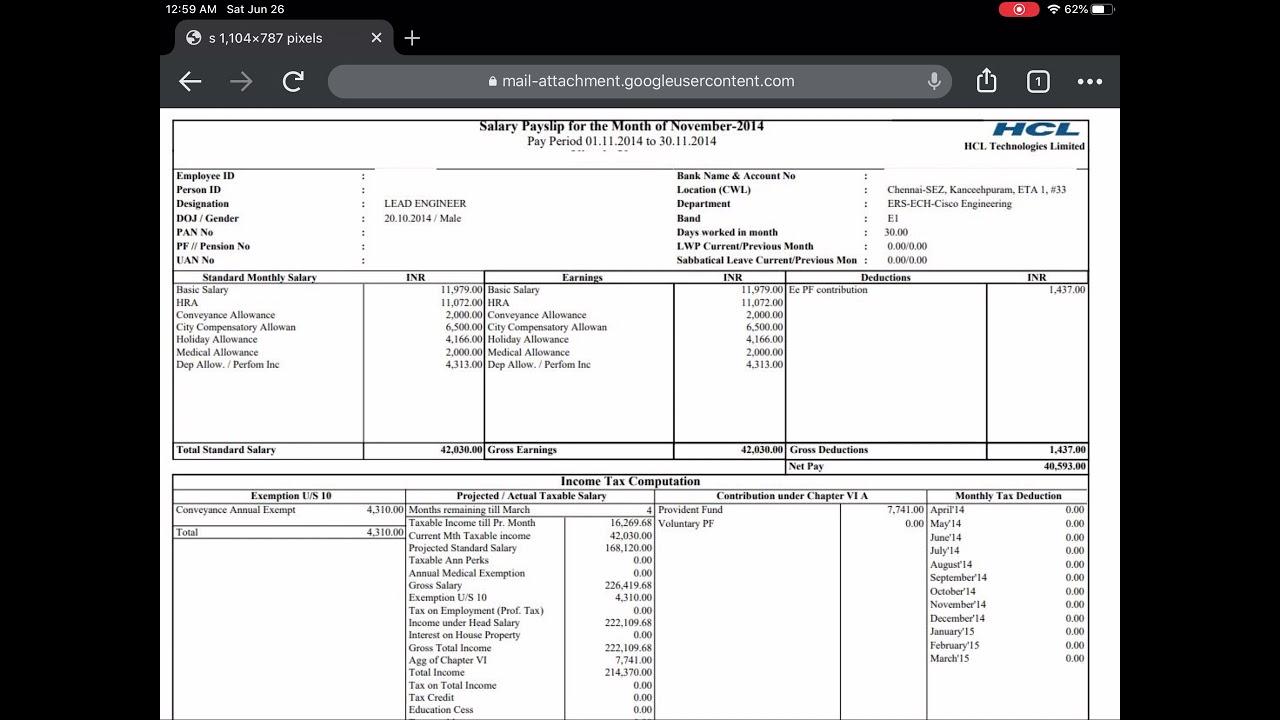 12:59 AM Sat Jun 26 62%
s 1,104×787 pixels
mail-attachment.googleusercontent.com 1
Salary Payslip for the Month of November-2014
Pay Period 01.11.2014 to 30.11.2014
HCL
HCL Technologies Limited
Employee ID : Bank Name & Account No :
Person ID : Location (CWL) : Chennai-SEZ, Kanceehpuram, ETA 1, #33
Designation : LEAD ENGINEER Department : ERS-ECH-Cisco Engineering
DOJ / Gender : 20.10.2014 / Male Band : E1
PAN No : Days worked in month : 30.00
PF // Pension No : LWP Current/Previous Month : 0.00/0.00
UAN No : Sabbatical Leave Current/Previous Mon : 0.00/0.00
Standard Monthly Salary INR Earnings INR Deductions INR
Basic Salary 11,979.00 Basic Salary 11,979.00 Ee PF contribution 1,437.00
HRA 11,072.00 HRA 11,072.00
Conveyance Allowance 2,000.00 Conveyance Allowance 2,000.00
City Compensatory Allowan 6,500.00 City Compensatory Allowan 6,500.00
Holiday Allowance 4,166.00 Holiday Allowance 4,166.00
Medical Allowance 2,000.00 Medical Allowance 2,000.00
Dep Allow. / Perfom Inc 4,313.00 Dep Allow. / Perfom Inc 4,313.00
Total Standard Salary 42,030.00 Gross Earnings 42,030.00 Gross Deductions 1,437.00
Net Pay 40,593.00
Income Tax Computation
Exemption U/S 10 Projected / Actual Taxable Salary Contribution under Chapter VI A Monthly Tax Deduction
Conveyance Annual Exempt 4,310.00 Months remaining till March 4 Provident Fund 7,741.00 April'14 0.00
Taxable Income till Pr. Month 16,269.68 Voluntary PF 0.00 May'14 0.00
Total 4,310.00 Current Mth Taxable income 42,030.00 June'14 0.00
Projected Standard Salary 168,120.00 July'14 0.00
Taxable Ann Perks 0.00 August'14 0.00
Annual Medical Exemption 0.00 September'14 0.00
Gross Salary 226,419.68 October'14 0.00
Exemption U/S 10 4,310.00 November'14 0.00
Tax on Employment (Prof. Tax) 0.00 December'14 0.00
Income under Head Salary 222,109.68 January'15 0.00
Interest on House Property 0.00 February'15 0.00
Gross Total Income 222,109.68 March'15 0.00
Agg of Chapter VI 7,741.00
Total Income 214,370.00
Tax on Total Income 0.00
Tax Credit 0.00
Education Cess 0.00